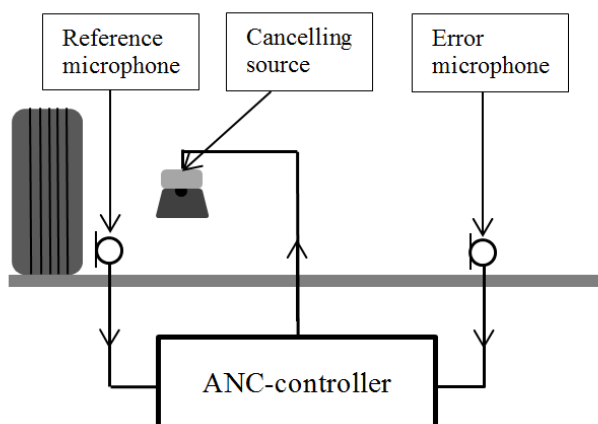 Reference
microphone
Cancelling
source
Error
microphone
ANC-controller